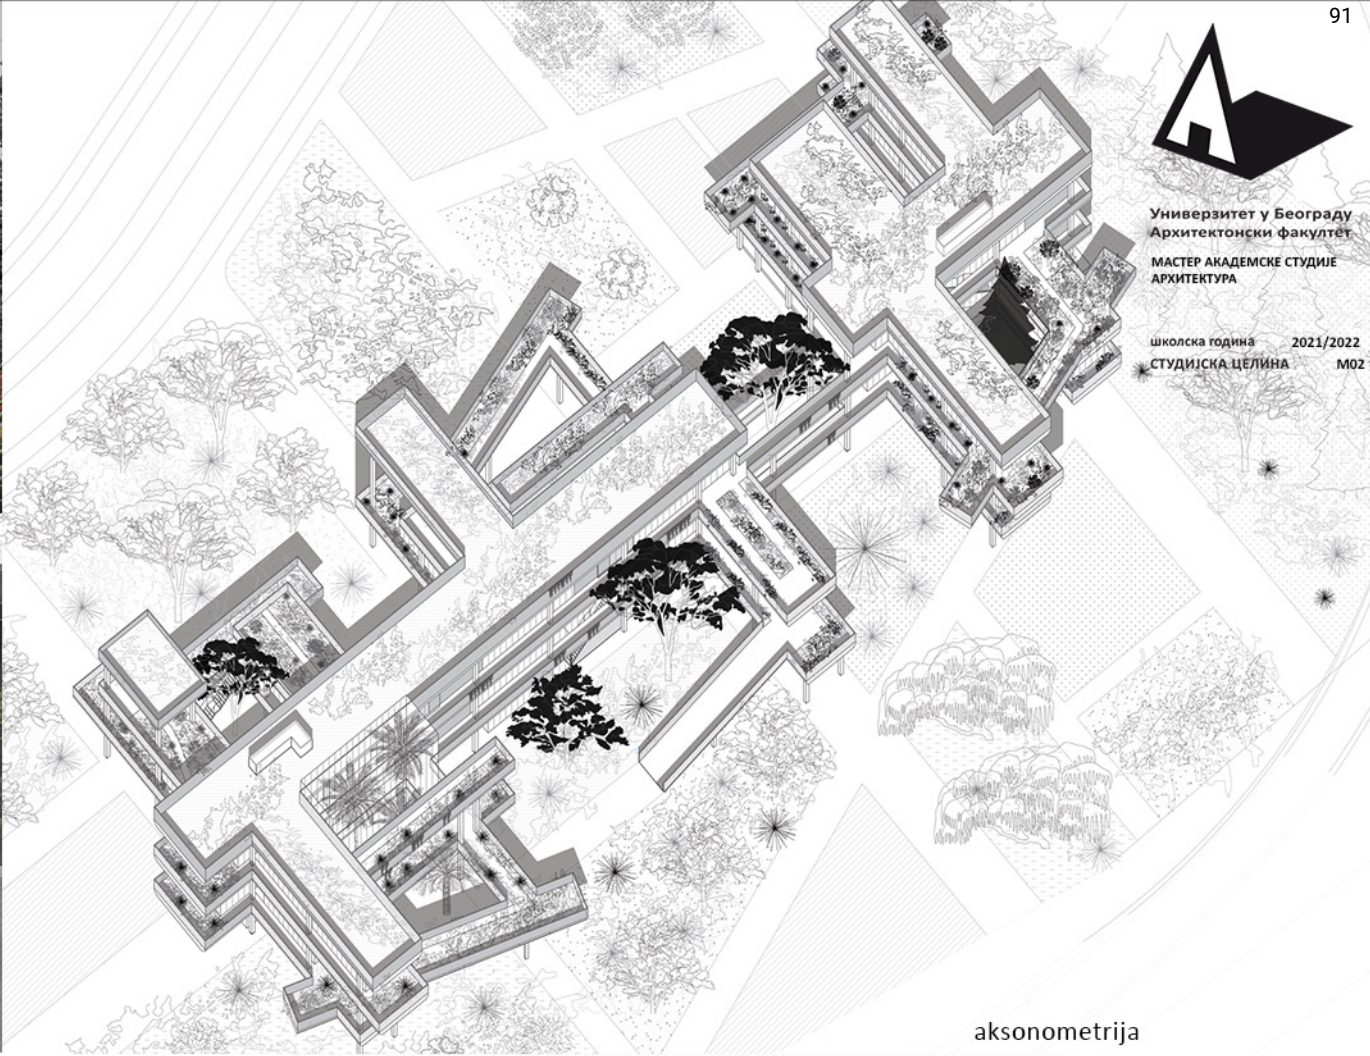 91
Универзитет у Београду
Архитектонски факултет
МАСТЕР АКАДЕМСКЕ СТУДИЈЕ
АРХИТЕКТУРА
школска година 2021/2022
СТУДИЈСКА ЦЕЛИНА М02
aksonometrija